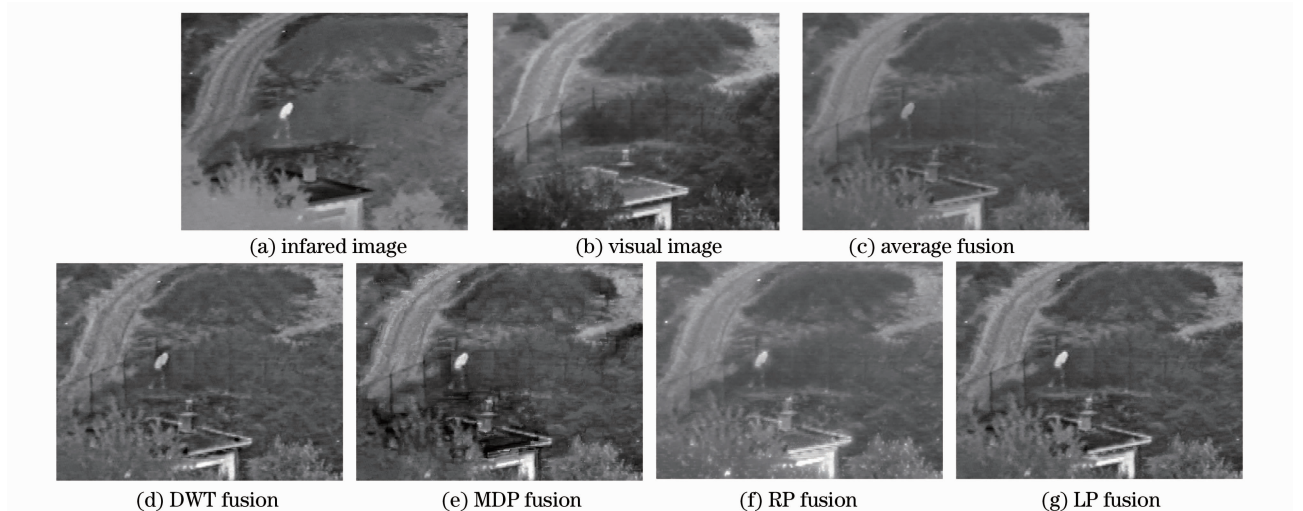 (a) infared image
(b) visual image
(c) average fusion
(d) DWT fusion
(e) MDP fusion
(f) RP fusion
(g) LP fusion